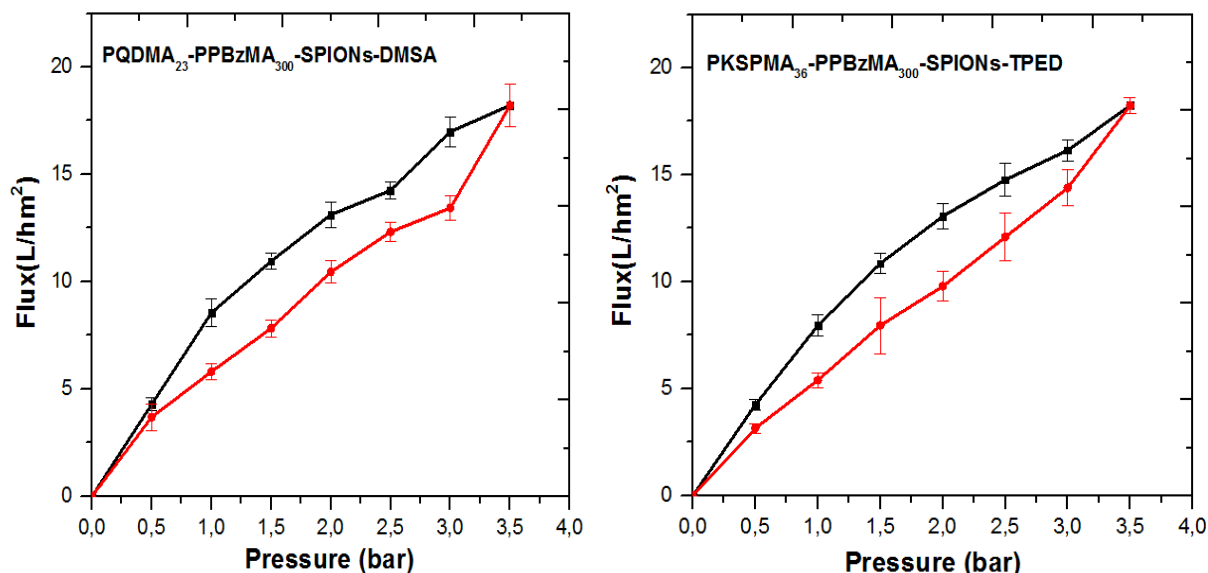 PQDMA₂₃-PPBzMA₃₀₀-SPIONs-DMSA
Flux(L/hm²)
20
15
10
5
0
0,0 0,5 1,0 1,5 2,0 2,5 3,0 3,5 4,0
Pressure (bar)
PKSPMA₃₆-PPBzMA₃₀₀-SPIONs-TPED
Flux(L/hm²)
20
15
10
5
0
0,0 0,5 1,0 1,5 2,0 2,5 3,0 3,5 4,0
Pressure (bar)